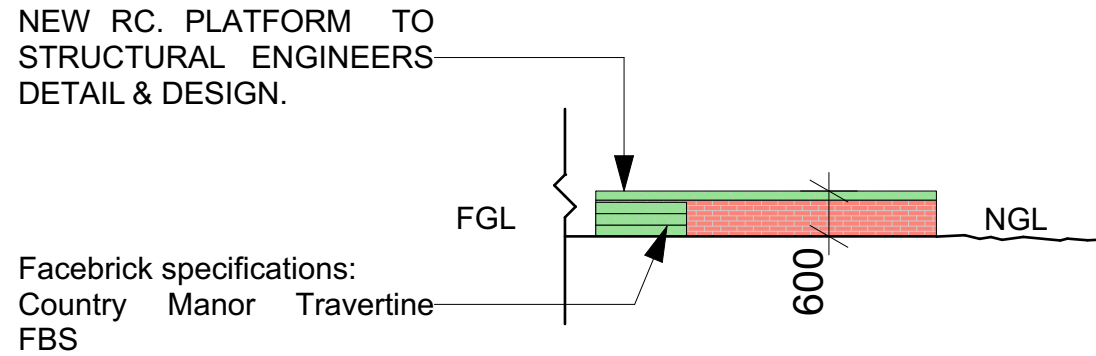 NEW RC. PLATFORM TO
STRUCTURAL ENGINEERS
DETAIL & DESIGN.
FGL
NGL
600
Facebrick specifications:
Country Manor Travertine
FBS